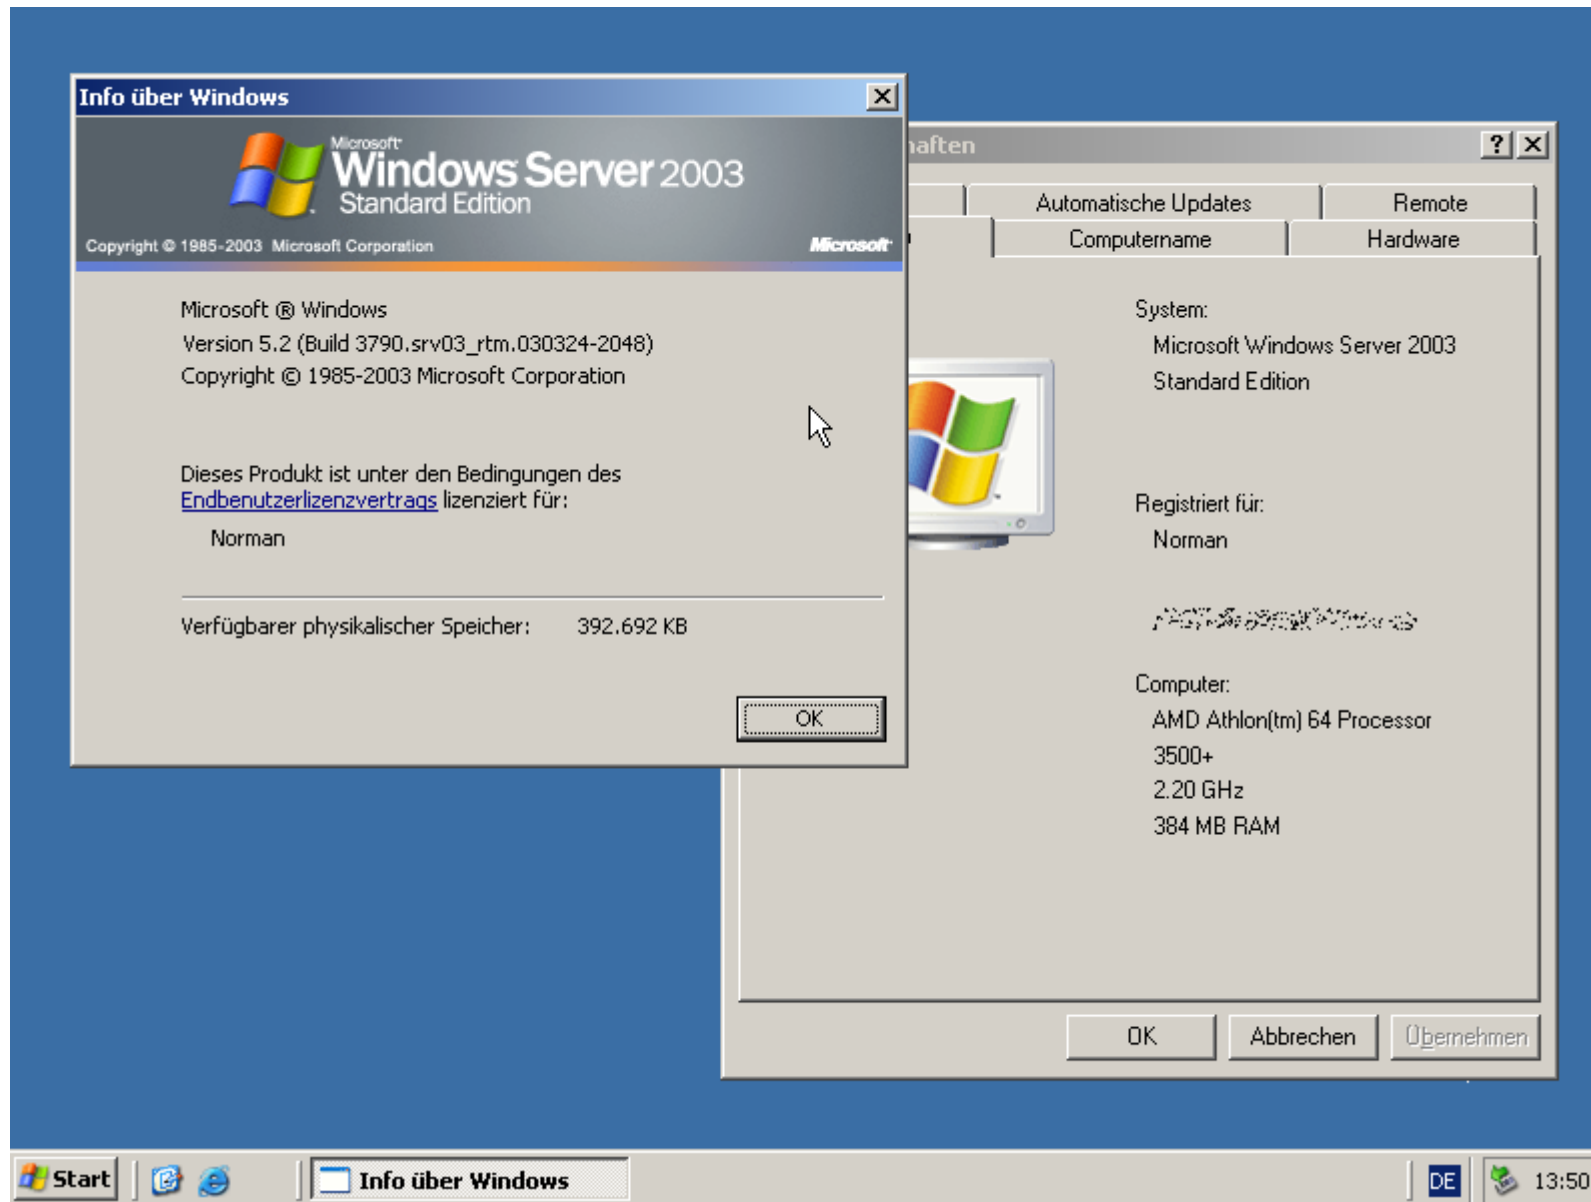 Info über Windows
Microsoft
Windows Server 2003
Standard Edition
Copyright © 1985-2003 Microsoft Corporation
Microsoft
Microsoft ® Windows
Version 5.2 (Build 3790.srv03_rtm.030324-2048)
Copyright © 1985-2003 Microsoft Corporation
Dieses Produkt ist unter den Bedingungen des
Endbenutzerlizenzvertrags lizenziert für:
Norman
Verfügbarer physikalischer Speicher: 392.692 KB
OK
Automatische Updates
Remote
Computername
Hardware
System:
Microsoft Windows Server 2003
Standard Edition
Registriert für:
Norman
Computer:
AMD Athlon(tm) 64 Processor
3500+
2.20 GHz
384 MB RAM
OK
Abbrechen
Übernehmen
Start
Info über Windows
DE
13:50